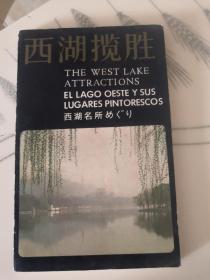 西湖揽胜
THE WEST LAKE
ATTRACTIONS
EL LAGO OESTE Y SUS
LUGARES PINTORESCOS
西湖名所めぐり